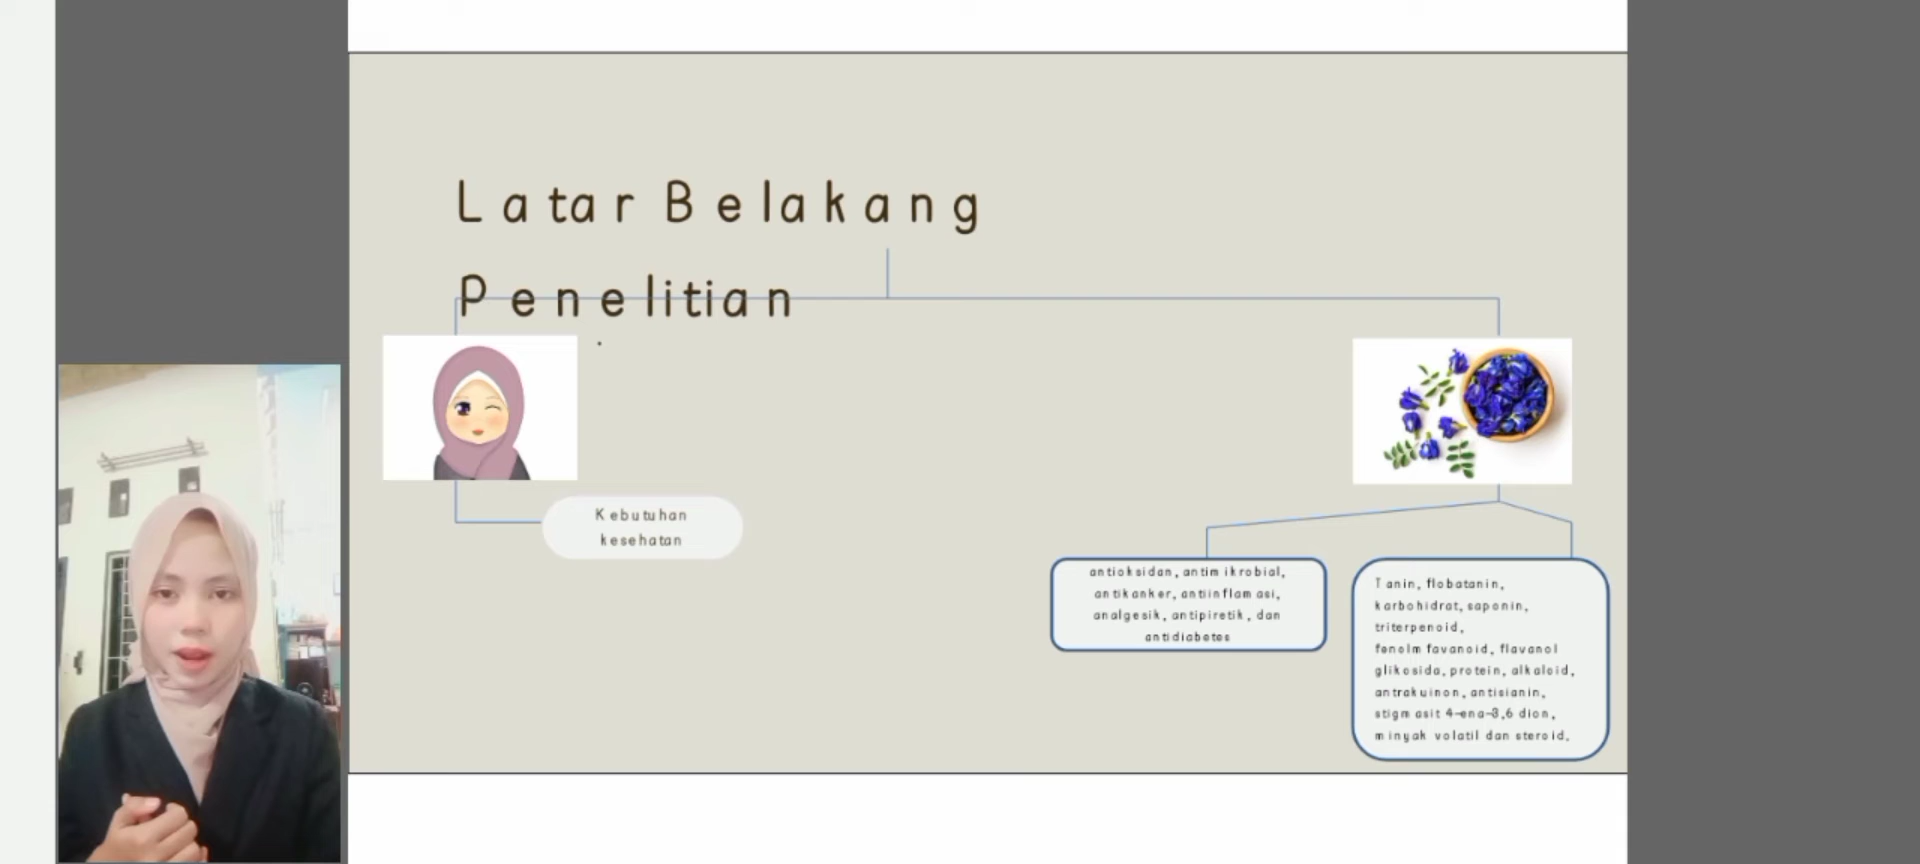 Latar Belakang
Penelitian
Kebutuhan
kesehatan
antioksidan, antimikrobial,
antikanker, antiinflamasi,
analgesik, antipiretik, dan
antidiabetes
Tanin, flobatanin,
karbohidrat, saponin,
triterpenoid,
fenolm favanoid, flavanol
glikosida, protein, alkaloid,
antrakuinon, antisianin,
stigmasit 4-ena-3,6 dion,
minyak volatil dan steroid.